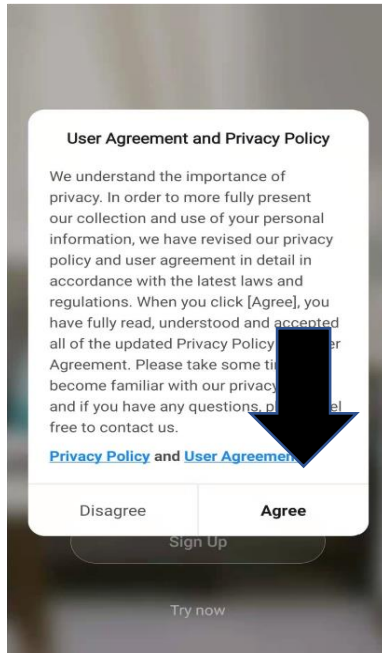 User Agreement and Privacy Policy
We understand the importance of
privacy. In order to more fully present
our collection and use of your personal
information, we have revised our privacy
policy and user agreement in detail in
accordance with the latest laws and
regulations. When you click [Agree], you
have fully read, understood and accepted
all of the updated Privacy Policy
Agreement. Please take some
become familiar with our privacy
and if you have any questions,
free to contact us.
Privacy Policy and User Agreement
Disagree
Agree
Sign Up
Try now